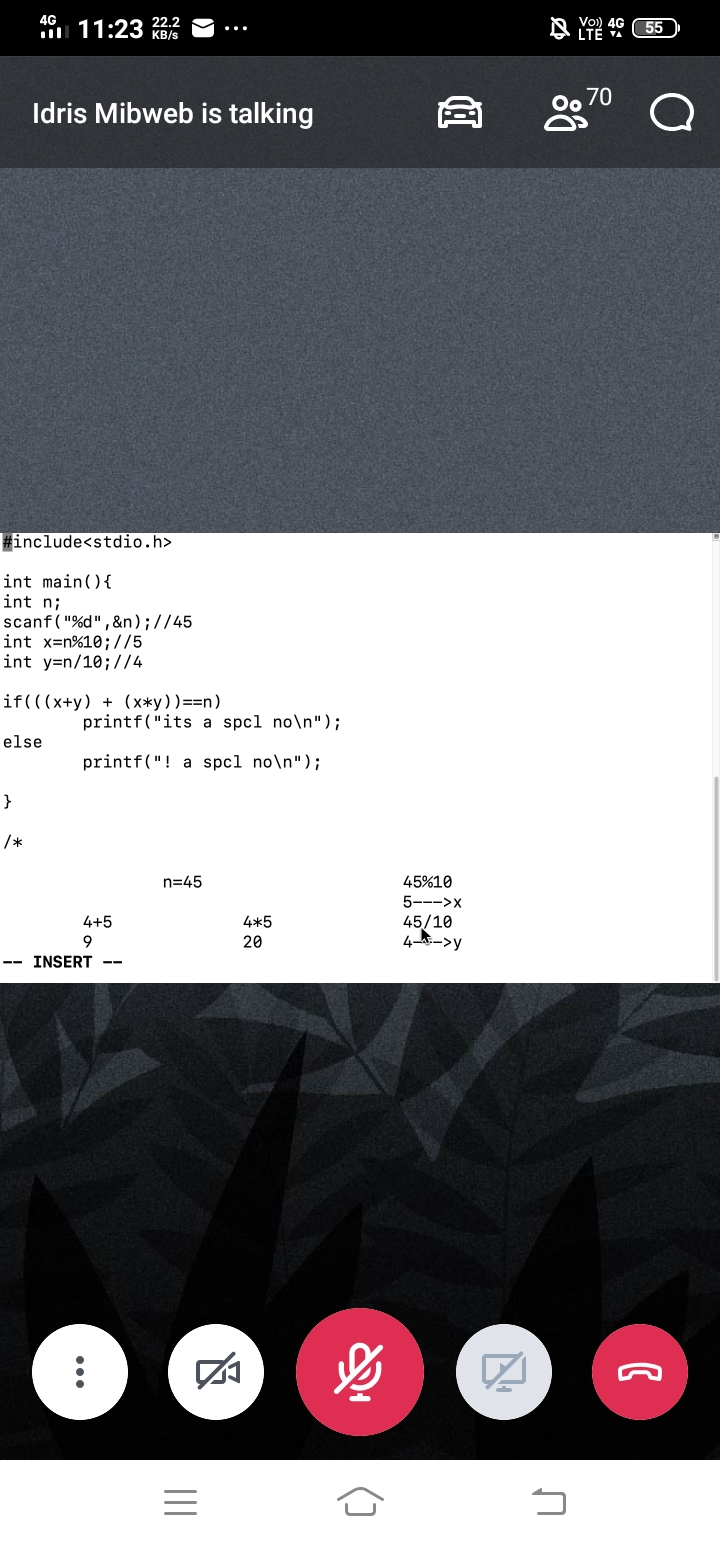 4G 11:23 22.2 KB/s ··· Vo)) LTE 4G 55
Idris Mibweb is talking 70
#include<stdio.h>
int main(){
int n;
scanf("%d",&n);//45
int x=n%10;//5
int y=n/10;//4
if(((x+y) + (x*y))==n)
printf("its a spcl no\n");
else
printf("! a spcl no\n");
}
/*
n=45 45%10
5--->x
4+5 4*5 45/10
9 20 4--->y
-- INSERT --